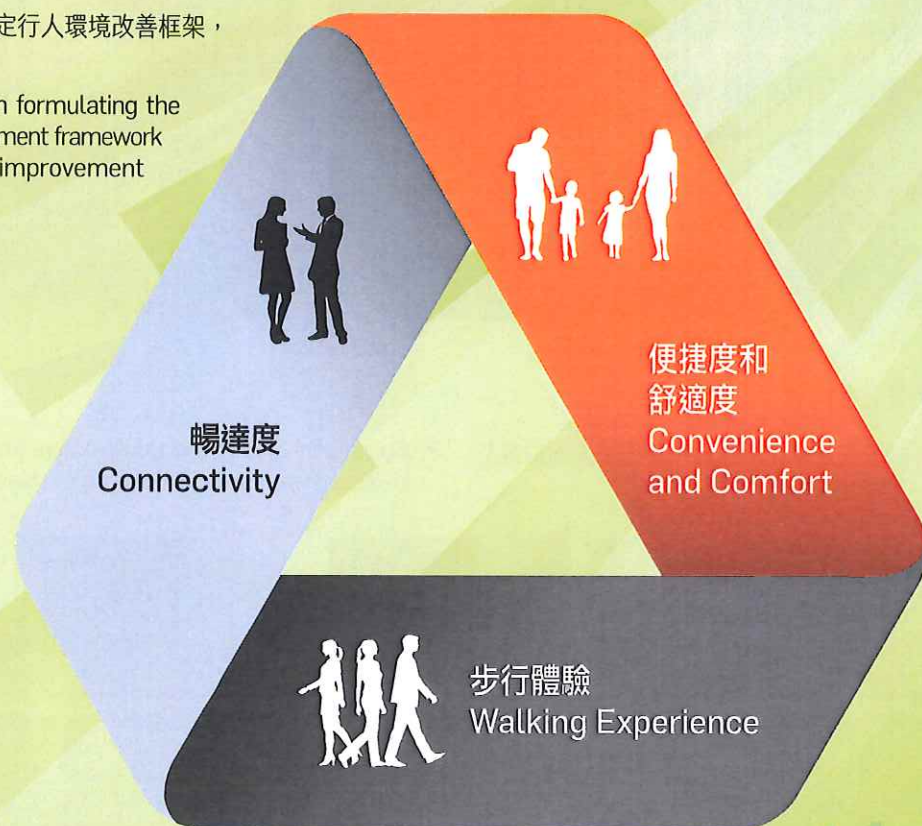 定行人環境改善框架，
formulating the
ment framework
improvement
便捷度和
舒適度
Convenience
and Comfort
暢達度
Connectivity
步行體驗
Walking Experience